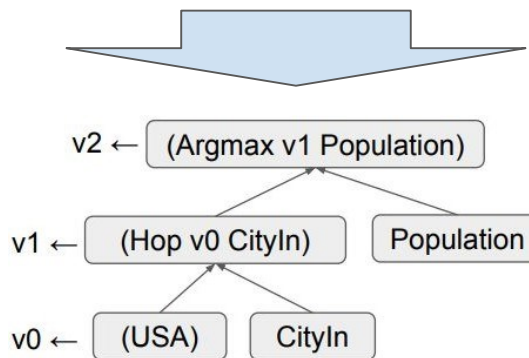 v2 ← (Argmax v1 Population)
v1 ← (Hop v0 CityIn) Population
v0 ← (USA) CityIn